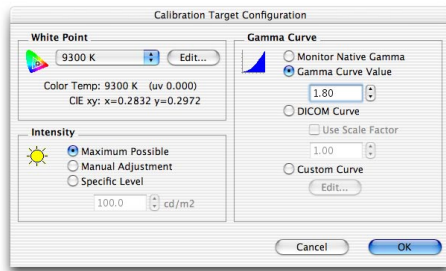 Calibration Target Configuration
White Point
9300 K
Edit...
Color Temp: 9300 K (uv 0.000)
CIE xy: x=0.2832 y=0.2972
Intensity
Maximum Possible
Manual Adjustment
Specific Level
100.0 cd/m2
Gamma Curve
Monitor Native Gamma
Gamma Curve Value
1.80
DICOM Curve
Use Scale Factor
1.00
Custom Curve
Edit...
Cancel
OK